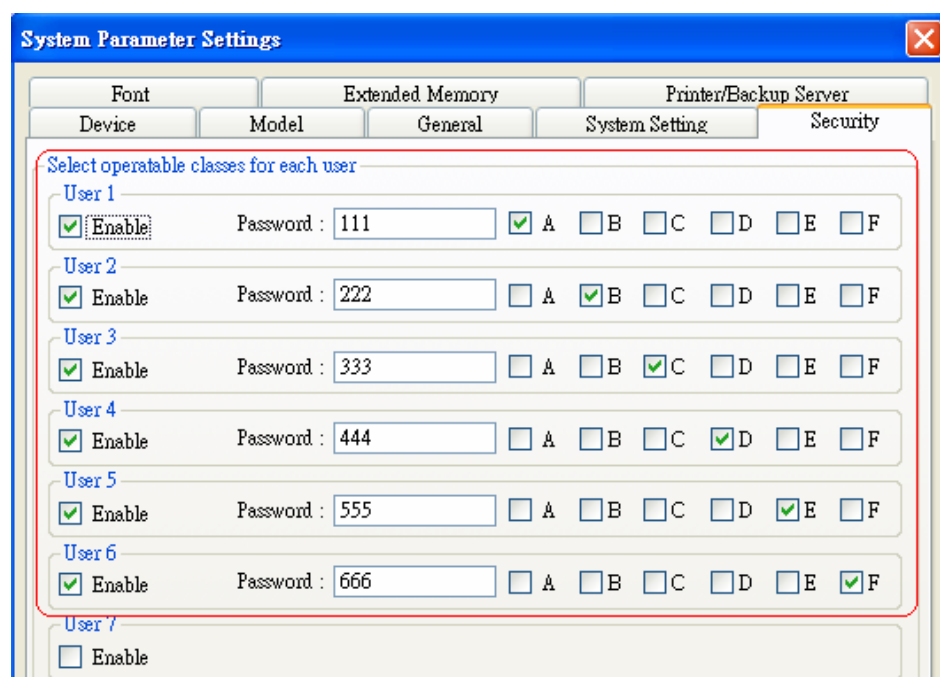 System Parameter Settings
Font Extended Memory Printer/Backup Server
Device Model General System Setting Security
Select operatable classes for each user
User 1
Enable Password : 111 A B C D E F
User 2
Enable Password : 222 A B C D E F
User 3
Enable Password : 333 A B C D E F
User 4
Enable Password : 444 A B C D E F
User 5
Enable Password : 555 A B C D E F
User 6
Enable Password : 666 A B C D E F
User 7
Enable